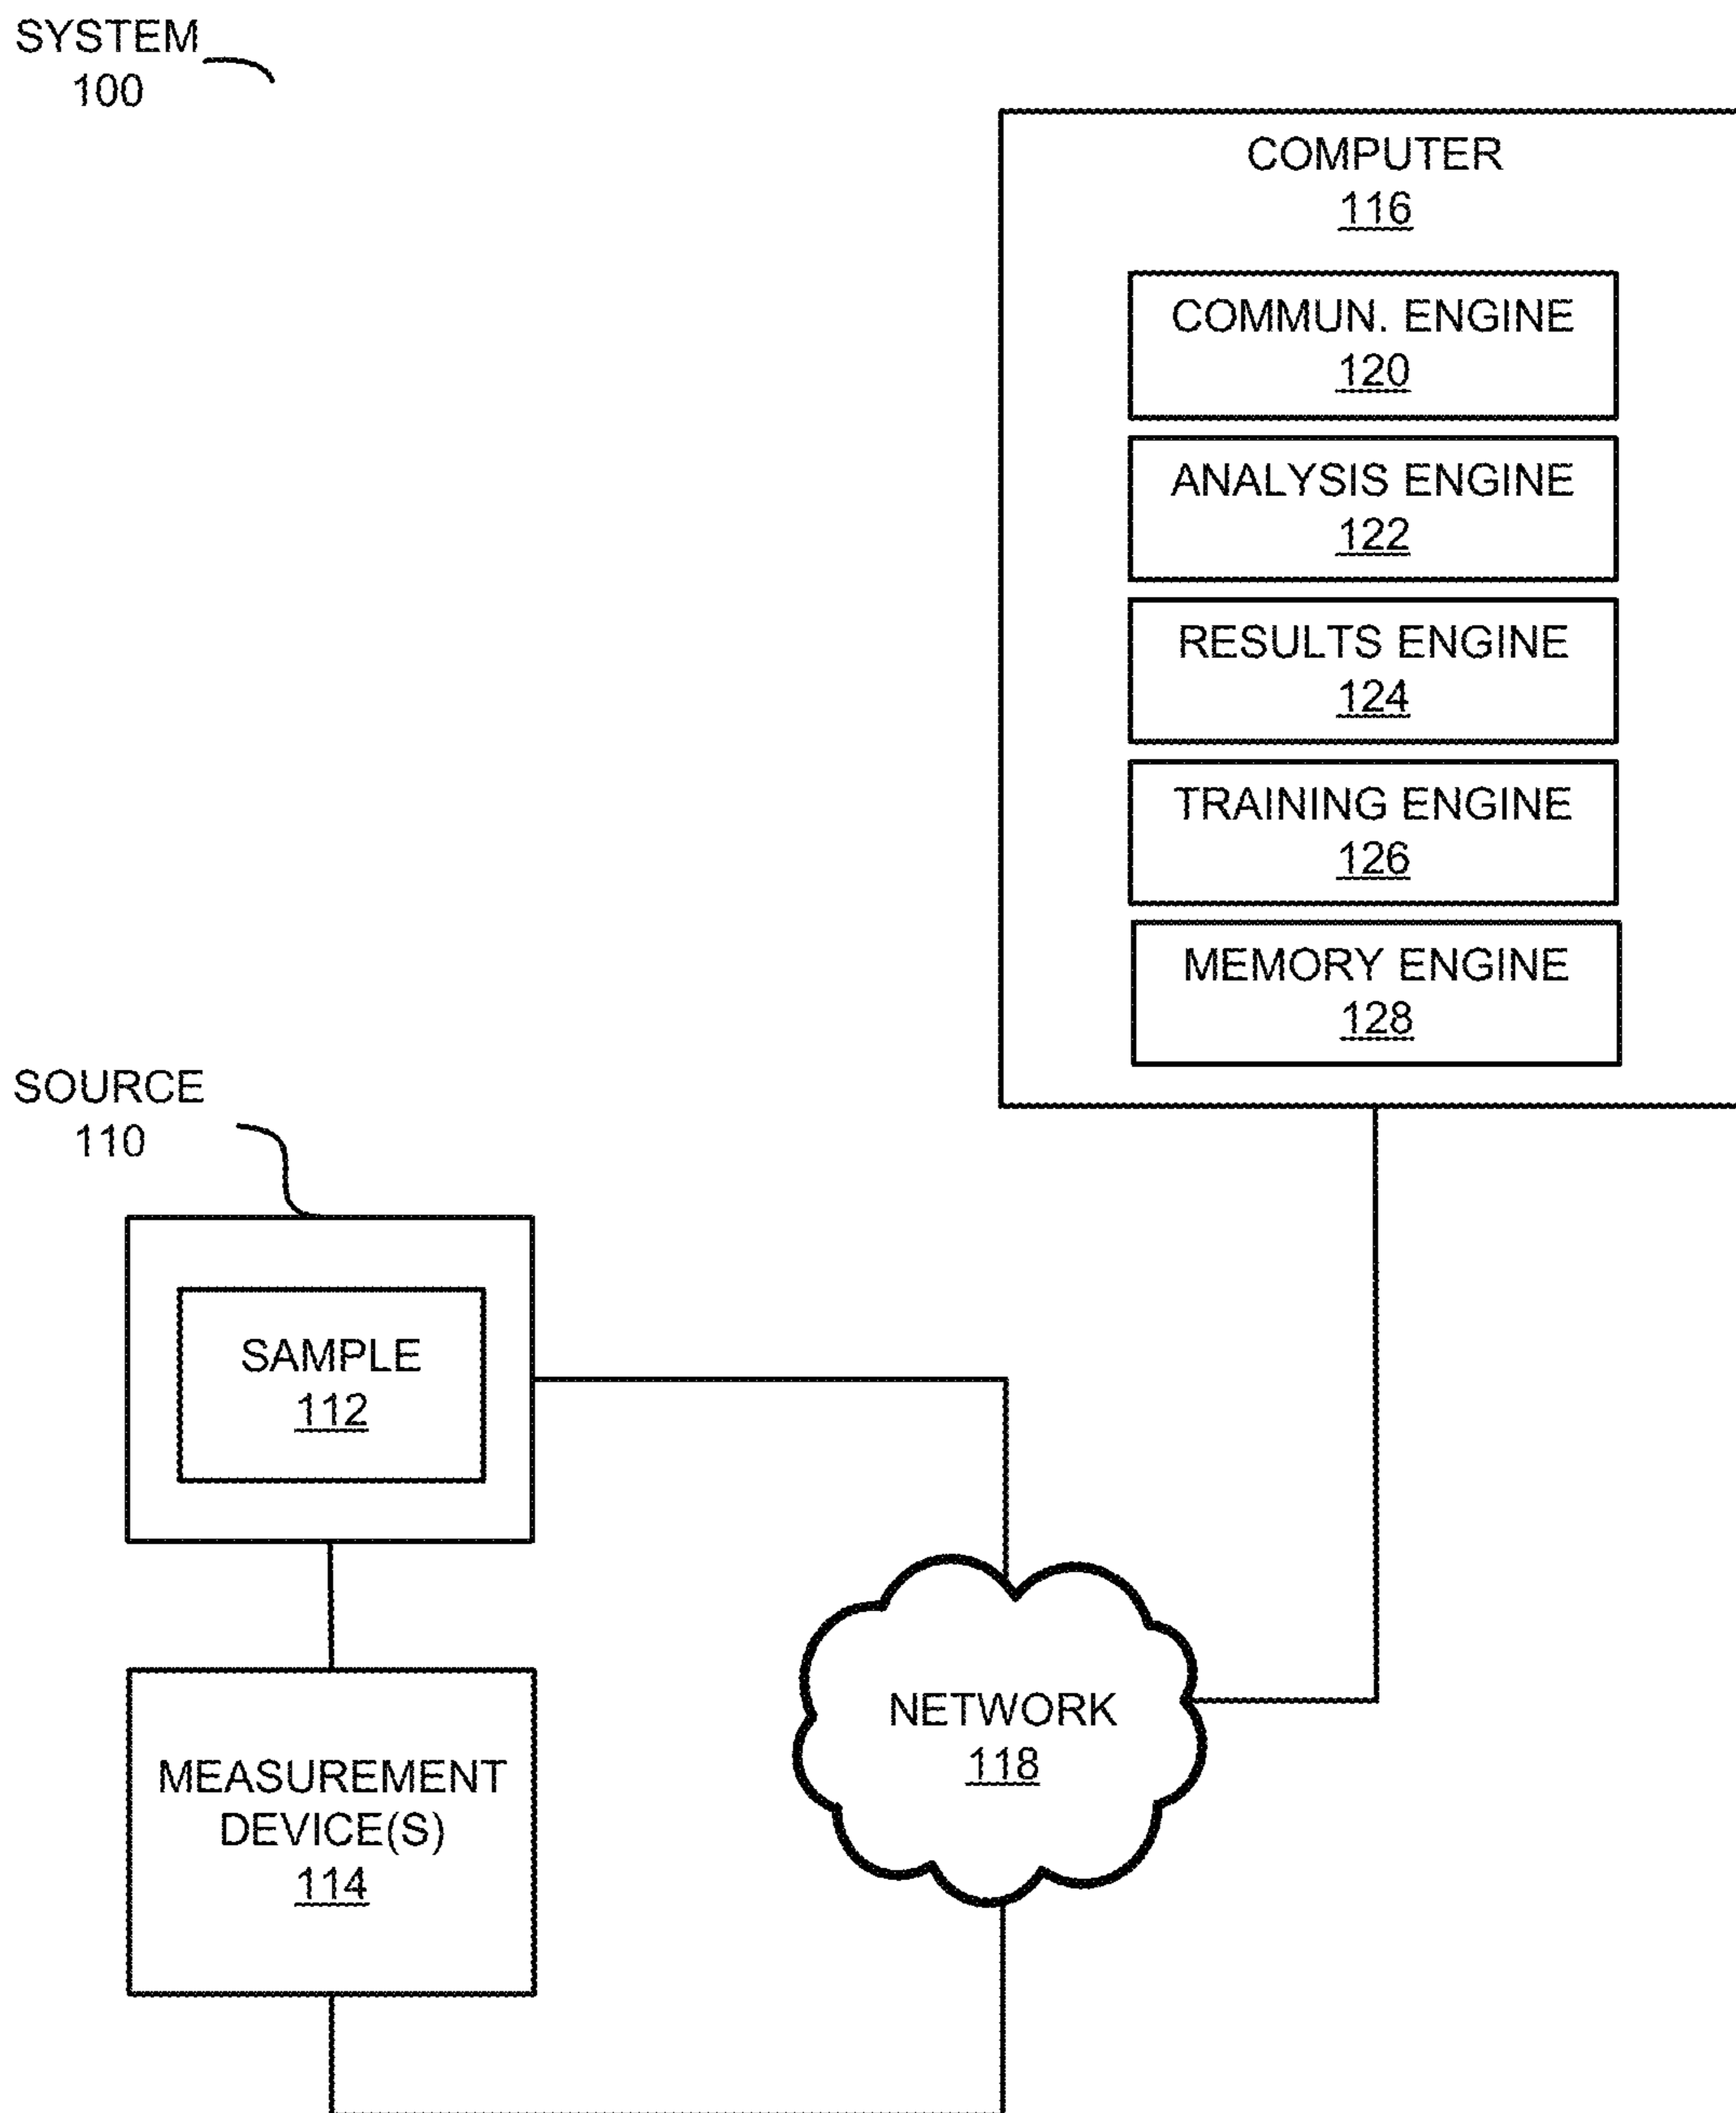 SYSTEM
100
COMPUTER
116
COMMUN. ENGINE
120
ANALYSIS ENGINE
122
RESULTS ENGINE
124
TRAINING ENGINE
126
MEMORY ENGINE
128
SOURCE
110
SAMPLE
112
NETWORK
118
MEASUREMENT
DEVICE(S)
114